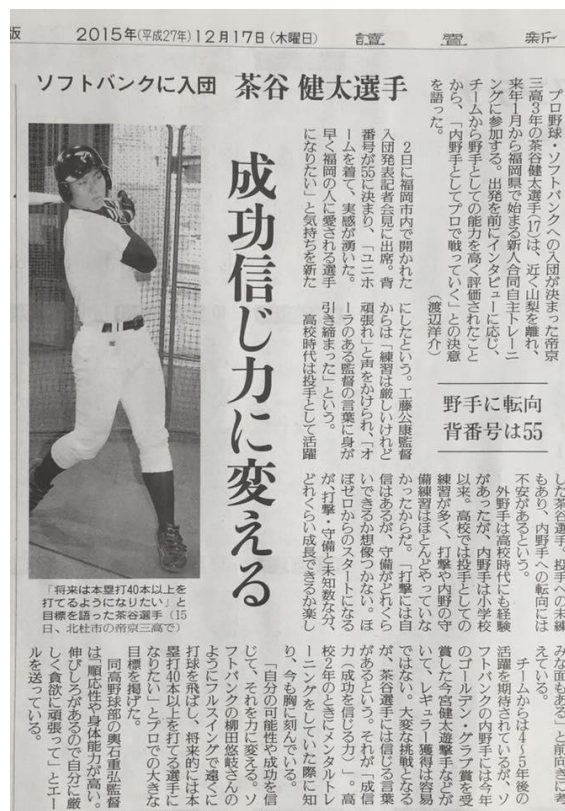 版
2015年(平成27年)12月17日(木曜日)
讀賣新
ソフトバンクに入団 茶谷 健太選手
成功信じ力に変える
野手に転向
背番号は55
プロ野球・ソフトバンクへの入団が決まった帝京
三高3年の茶谷健太選手(17)は、近く山梨を離れ、
来年1月から福岡県で始まる新人合同自主トレーニ
ングに参加する。出発を前にインタビューに応じ、
チームから野手としての能力を高く評価されたこと
から、「内野手としてプロで戦っていく」との決意
を語った。
(渡辺洋介)
2日に福岡市内で開かれた
入団発表記者会見に出席。背
番号が55に決まり、「ユニホ
ームを着て、実感が湧いた。
早く福岡の人に愛される選手
になりたい」と気持ちを新た
にしたという。工藤公康監督
からは「練習は厳しいけれど
頑張れ」と声をかけられ、「オ
ーラのある監督の言葉に身が
引き締まった」という。
高校時代は投手として活躍
した茶谷選手。投手への未練
もあり、内野手への転向には
不安があるという。
外野手は高校時代にも経験
があったが、内野手は小学校
以来。高校では投手としての
練習が多く、打撃や内野の守
備練習はほとんどやっていな
かったからだ。「打撃には自
信はあるが、守備がどれぐら
いできるか想像つかない。ほ
ぼゼロからのスタートになる
が、打撃・守備と未知数な分、
どれくらい成長できるか楽し
みな面もある」と前向きに考
えている。
チームからは4〜5年後の
活躍を期待されているが、ソ
フトバンクの内野手には今年
のゴールデン・グラブ賞を受
賞した今宮健太遊撃手などが
いて、レギュラー獲得は容易
ではない。大変な挑戦となる
が、茶谷選手には信じる言葉
があるという。それが「成信
力(成功を信じる力)」。高
校2年のときにメンタルトレ
ーニングをしていた際に知
り、今も胸に刻んでいる。
「自分の可能性や成功を信
じて、それを力に変える。ソ
フトバンクの柳田悠岐さんの
ようにフルスイングで遠くに
打球を飛ばし、将来的には本
塁打40本以上を打てる選手に
なりたい」とプロでの大きな
目標を掲げた。
同高野球部の輿石重弘監督
は「順応性や身体能力が高い。
伸びしろがあるので自分に厳
しく貪欲に頑張って」とエー
ルを送っている。
「将来は本塁打40本以上を
打てるようになりたい」と
目標を語った茶谷選手(15
日、北杜市の帝京三高で)